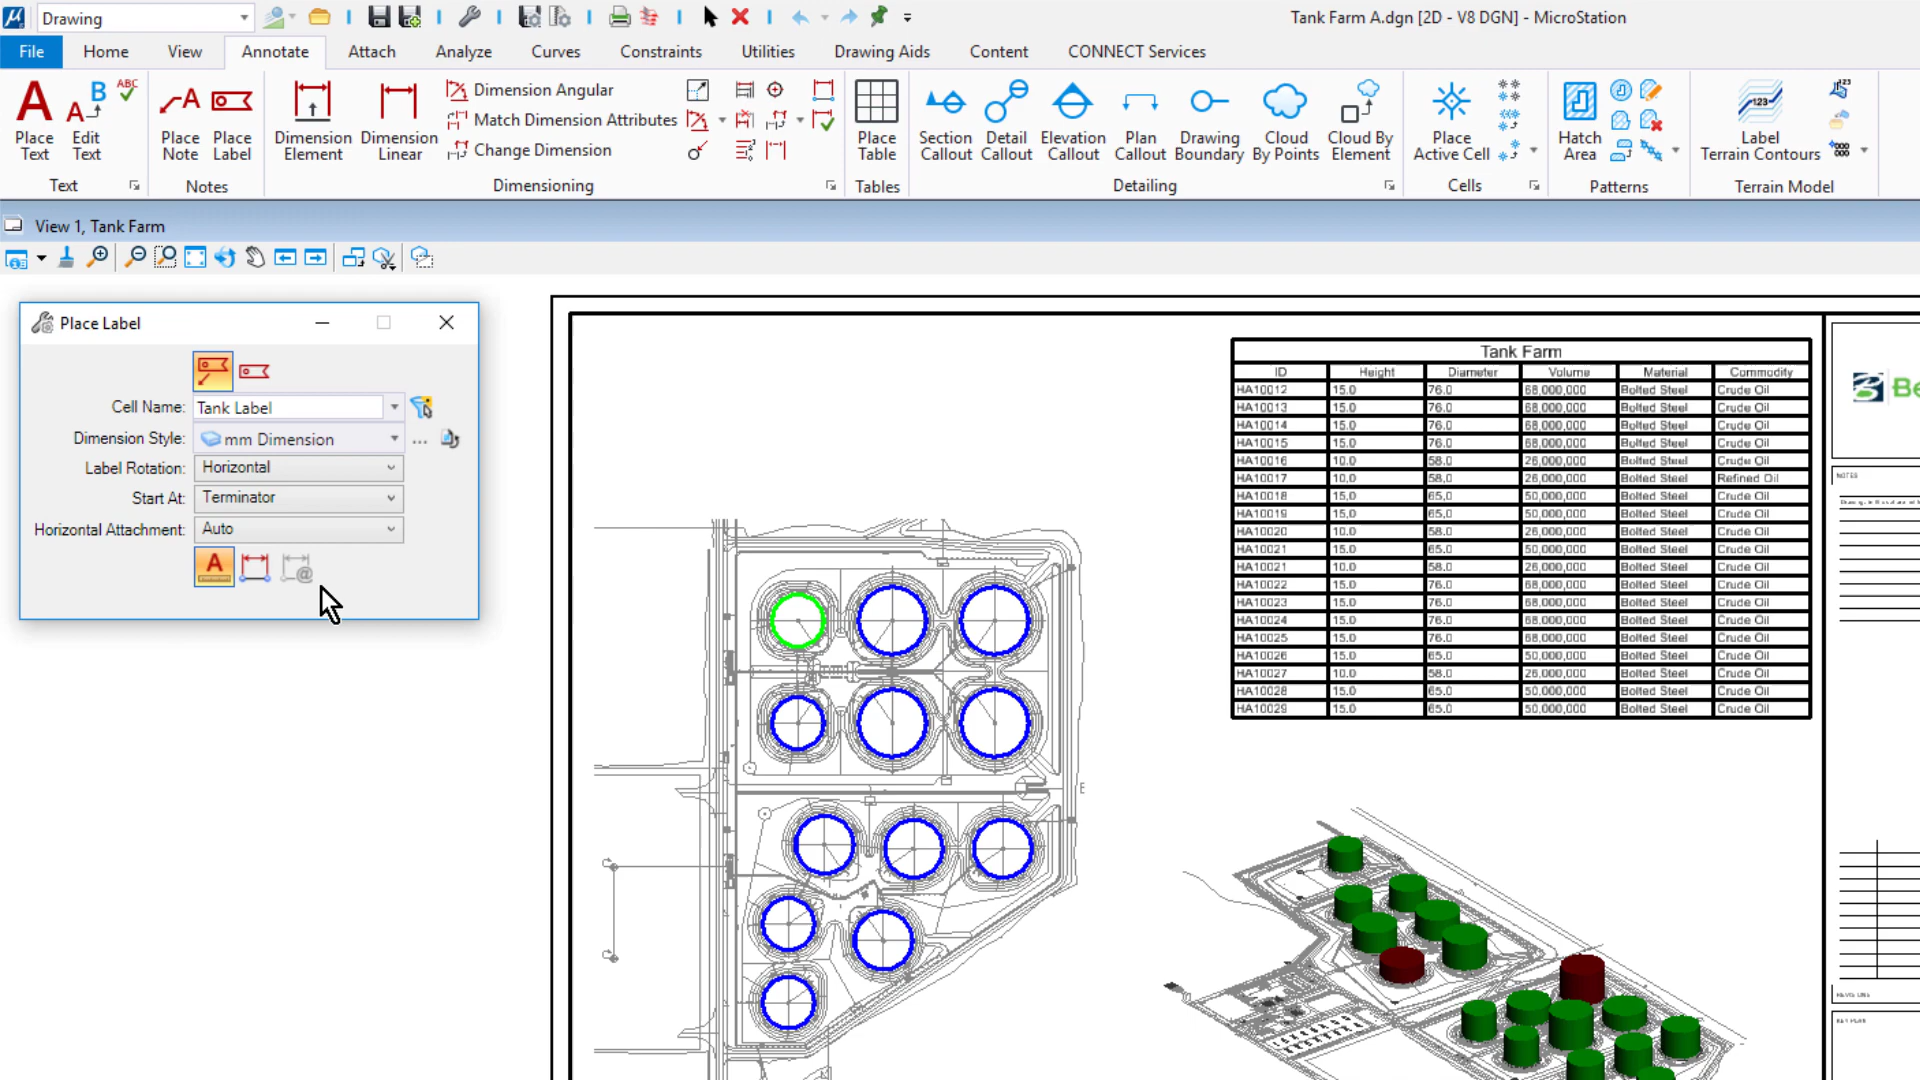 Drawing
Tank Farm A.dgn [2D - V8 DGN] - MicroStation
File Home View Annotate Attach Analyze Curves Constraints Utilities Drawing Aids Content CONNECT Services
Place Text
Edit Text
Text
Place Note
Place Label
Notes
Dimension Element
Dimension Linear
Dimension Angular
Match Dimension Attributes
Change Dimension
Dimensioning
Place Table
Tables
Section Callout
Detail Callout
Elevation Callout
Plan Callout
Drawing Boundary
Cloud By Points
Cloud By Element
Detailing
Place Active Cell
Cells
Hatch Area
Patterns
Label Terrain Contours
Terrain Model
View 1, Tank Farm
Place Label
Cell Name: Tank Label
Dimension Style: mm Dimension
Label Rotation: Horizontal
Start At: Terminator
Horizontal Attachment: Auto
Tank Farm
ID Height Diameter Volume Material Commodity
HA10012 15.0 76.0 68,000,000 Bolted Steel Crude Oil
HA10013 15.0 76.0 68,000,000 Bolted Steel Crude Oil
HA10014 15.0 76.0 68,000,000 Bolted Steel Crude Oil
HA10015 15.0 76.0 68,000,000 Bolted Steel Crude Oil
HA10016 10.0 58.0 26,000,000 Bolted Steel Crude Oil
HA10017 10.0 58.0 26,000,000 Bolted Steel Refined Oil
HA10018 15.0 65.0 50,000,000 Bolted Steel Crude Oil
HA10019 15.0 65.0 50,000,000 Bolted Steel Crude Oil
HA10020 10.0 58.0 26,000,000 Bolted Steel Crude Oil
HA10021 15.0 65.0 50,000,000 Bolted Steel Crude Oil
HA10021 10.0 58.0 26,000,000 Bolted Steel Crude Oil
HA10022 15.0 76.0 68,000,000 Bolted Steel Crude Oil
HA10023 15.0 76.0 68,000,000 Bolted Steel Crude Oil
HA10024 15.0 76.0 68,000,000 Bolted Steel Crude Oil
HA10025 15.0 76.0 68,000,000 Bolted Steel Crude Oil
HA10026 15.0 65.0 50,000,000 Bolted Steel Crude Oil
HA10027 10.0 58.0 26,000,000 Bolted Steel Crude Oil
HA10028 15.0 65.0 50,000,000 Bolted Steel Crude Oil
HA10029 15.0 65.0 50,000,000 Bolted Steel Crude Oil
Be
NOTES
REVISIONS
KEY PLAN